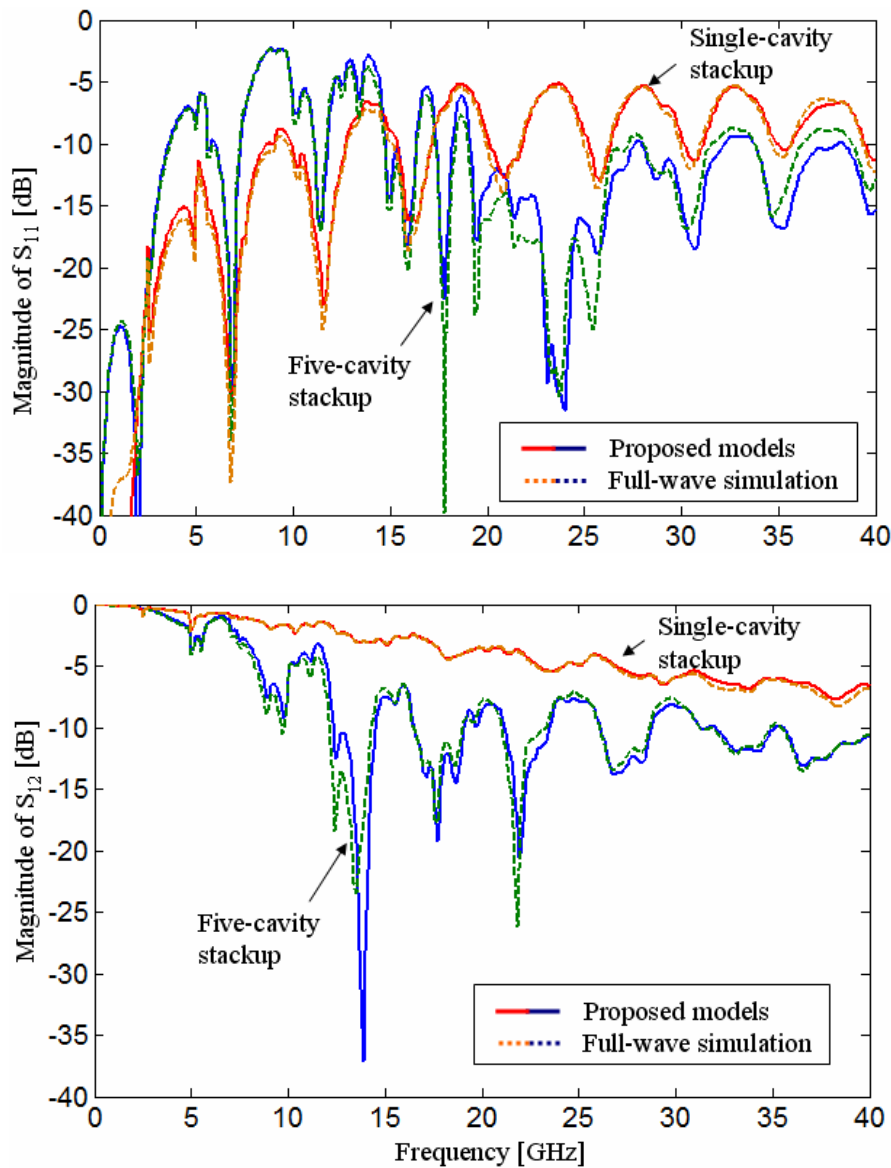 0
-5
-10
-15
-20
-25
-30
-35
-40
Magnitude of S11 [dB]
Single-cavity
stackup
Five-cavity
stackup
Proposed models
Full-wave simulation
0 5 10 15 20 25 30 35 40
0
-5
-10
-15
-20
-25
-30
-35
-40
Magnitude of S12 [dB]
Single-cavity
stackup
Five-cavity
stackup
Proposed models
Full-wave simulation
0 5 10 15 20 25 30 35 40
Frequency [GHz]